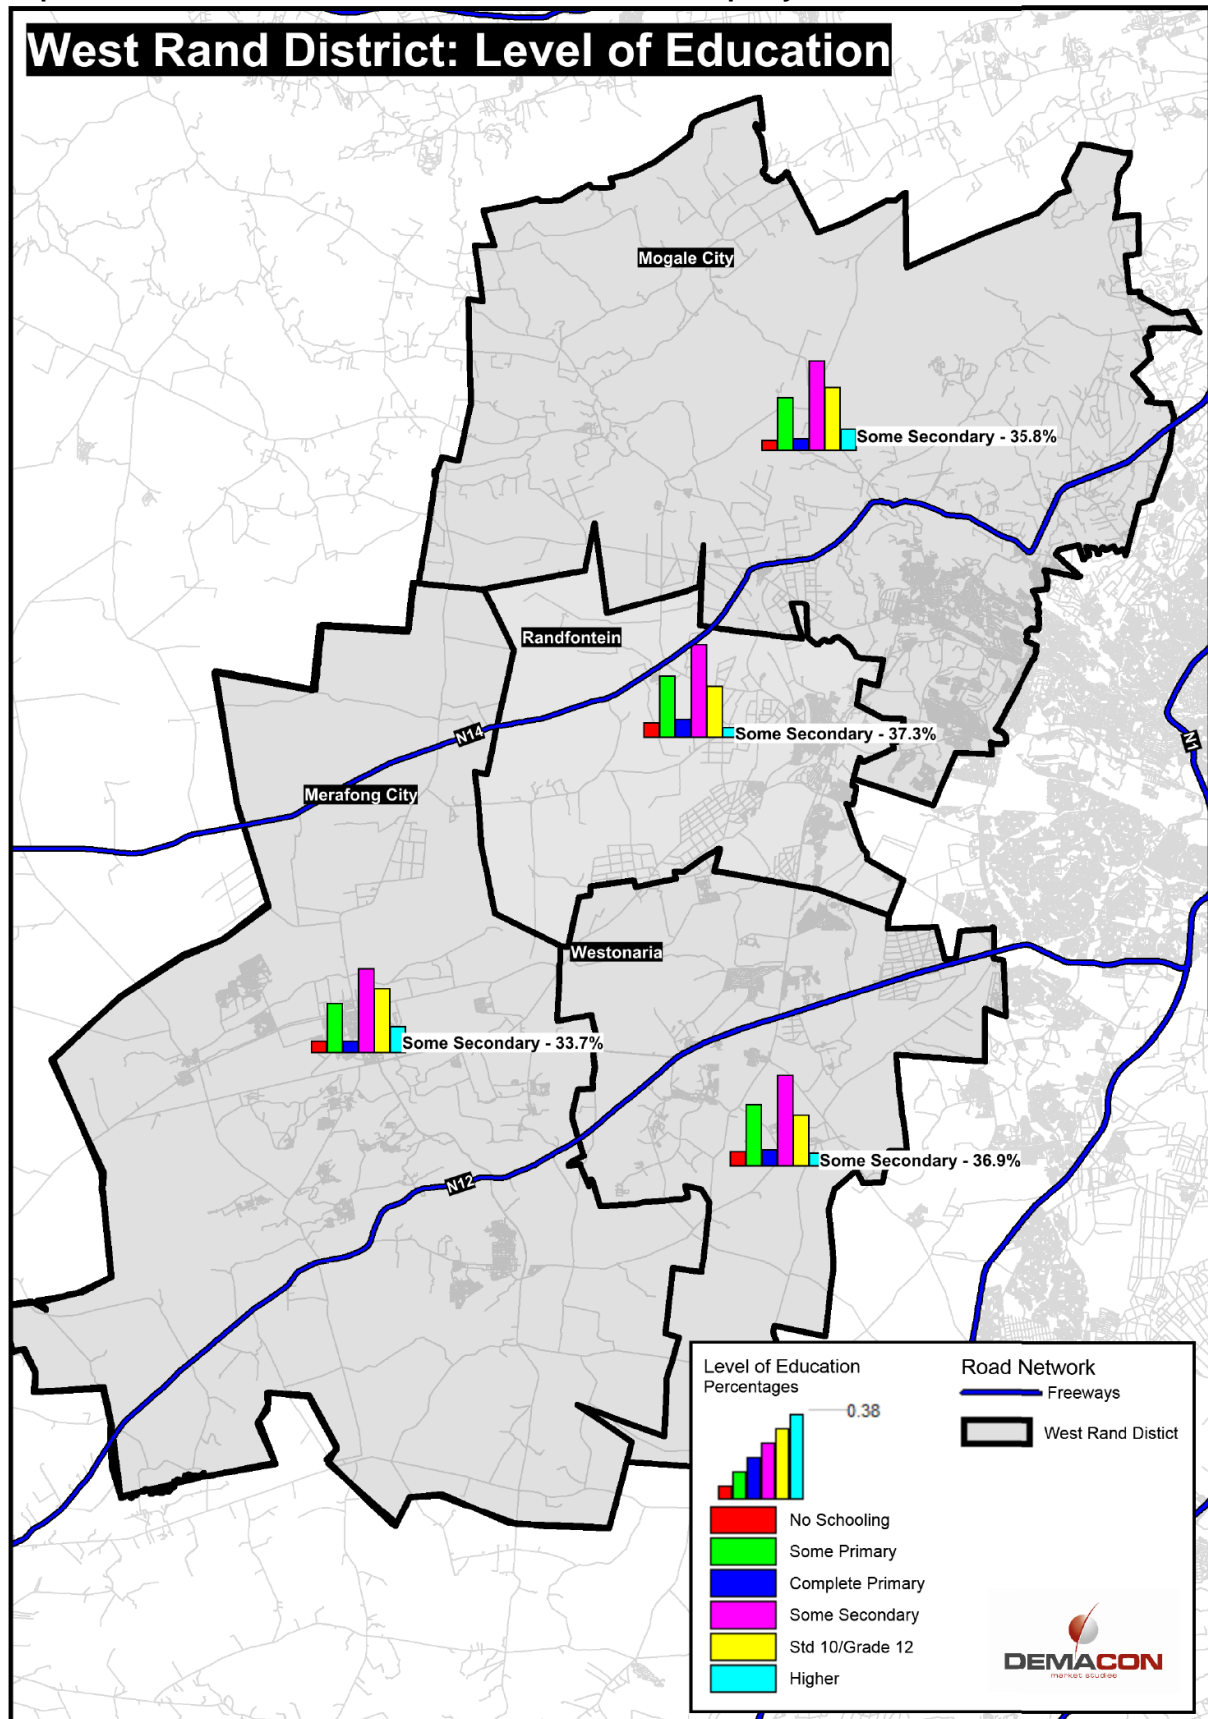 West Rand District: Level of Education
Mogale City
Some Secondary - 35.8%
Randfontein
N14
Some Secondary - 37.3%
N1
Merafong City
Westonaria
Some Secondary - 33.7%
Some Secondary - 36.9%
N12
Level of Education
Percentages
0.38
No Schooling
Some Primary
Complete Primary
Some Secondary
Std 10/Grade 12
Higher
Road Network
Freeways
West Rand Distict
DEMACON
market studies